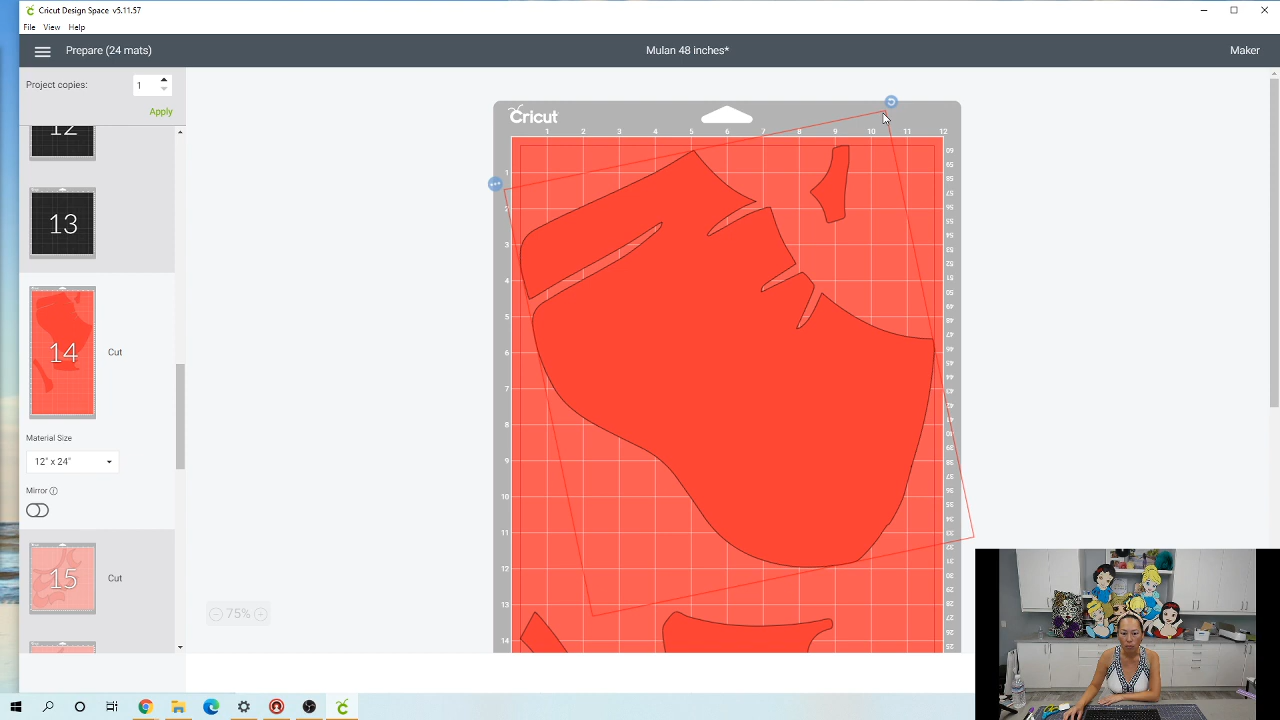 Cricut Design Space v5.11.57
File View Help
Prepare (24 mats)
Mulan 48 inches*
Maker
Project copies:
1
Apply
12
13
14
Cut
Material Size
12" x 24"
Mirror
15
Cut
75%
Cricut
1 2 3 4 5 6 7 8 9 10 11 12
1
2
3
4
5
6
7
8
9
10
11
12
13
14